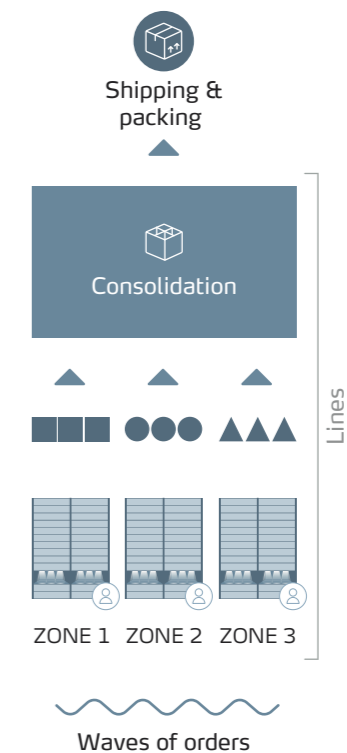 Shipping &
packing
Consolidation
Lines
ZONE 1 ZONE 2 ZONE 3
Waves of orders